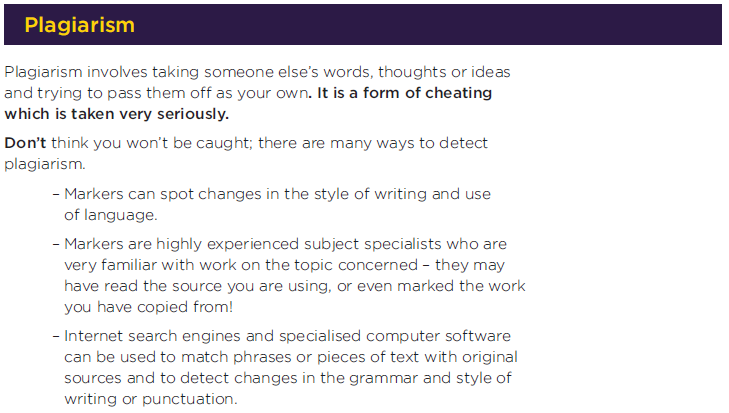 Plagiarism
Plagiarism involves taking someone else’s words, thoughts or ideas
and trying to pass them off as your own. It is a form of cheating
which is taken very seriously.
Don’t think you won’t be caught; there are many ways to detect
plagiarism.
– Markers can spot changes in the style of writing and use
of language.
– Markers are highly experienced subject specialists who are
very familiar with work on the topic concerned – they may
have read the source you are using, or even marked the work
you have copied from!
– Internet search engines and specialised computer software
can be used to match phrases or pieces of text with original
sources and to detect changes in the grammar and style of
writing or punctuation.